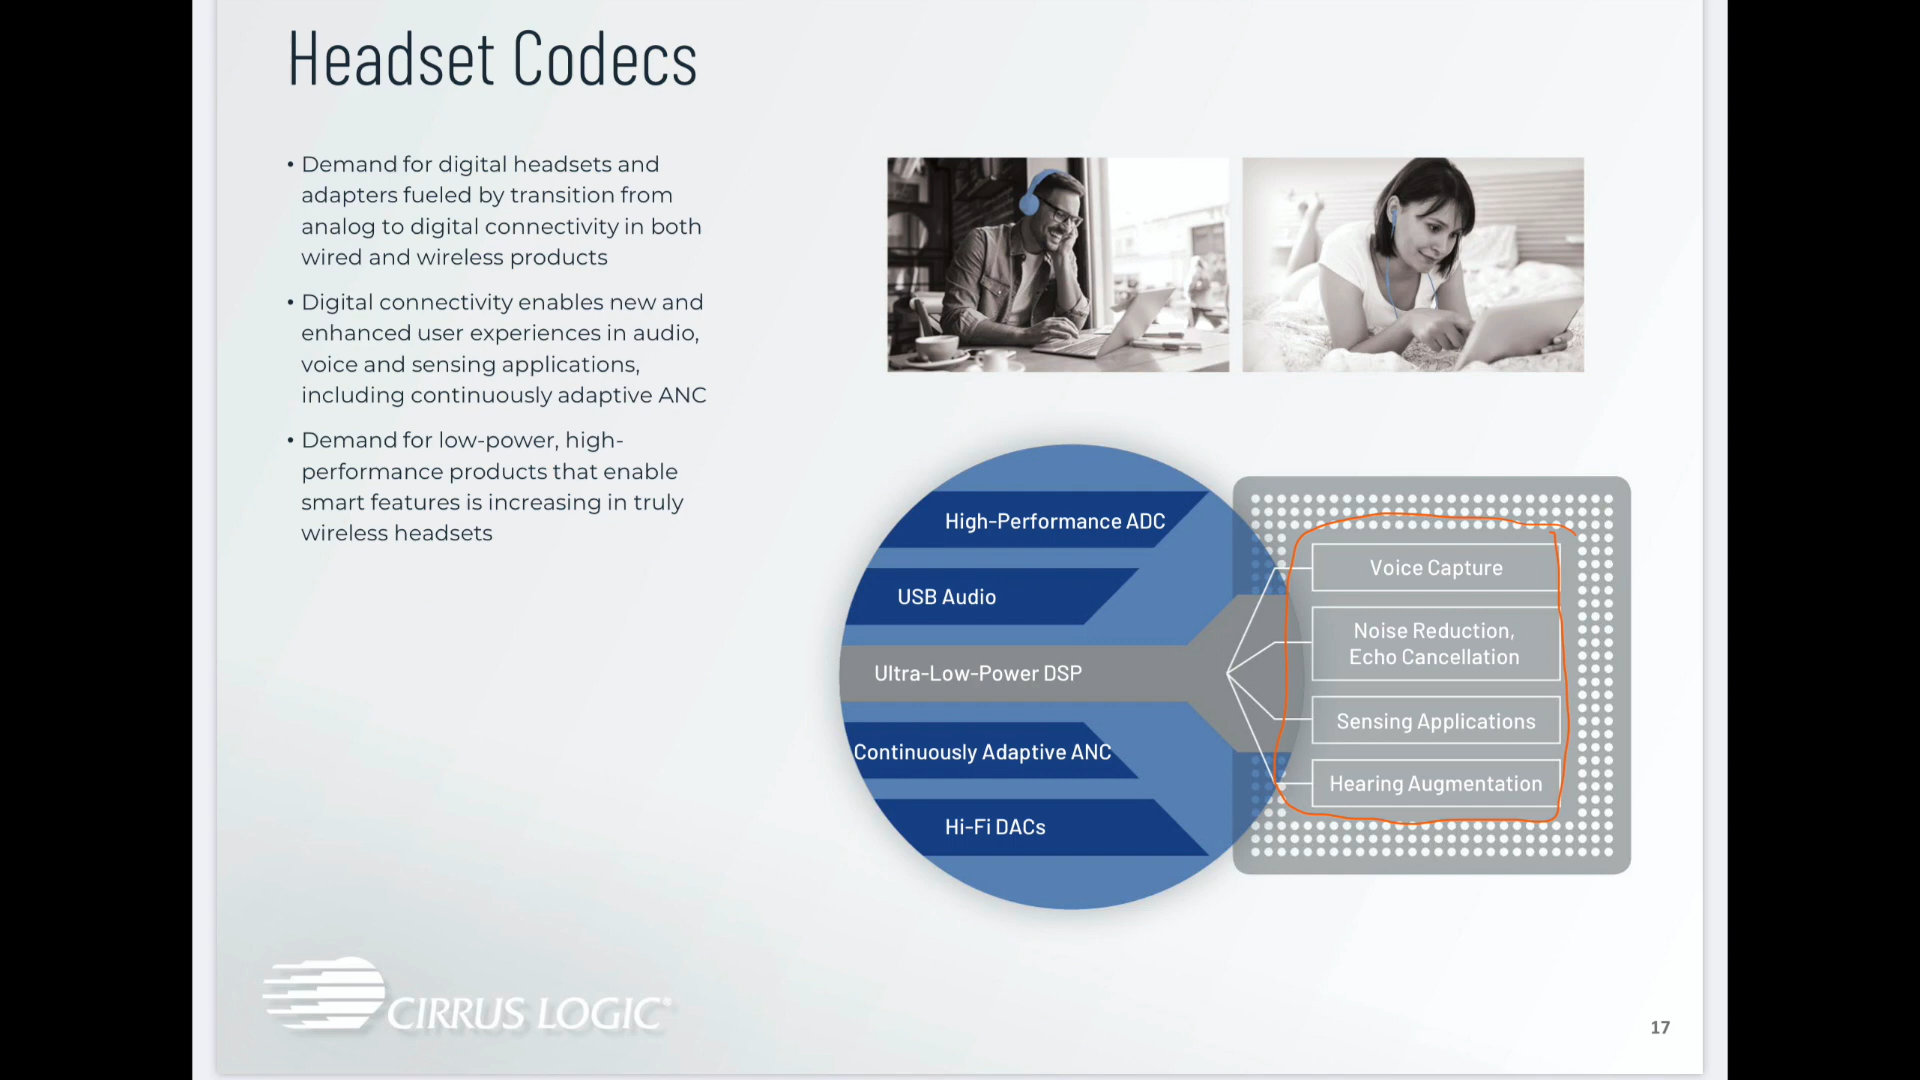 Headset Codecs
• Demand for digital headsets and
adapters fueled by transition from
analog to digital connectivity in both
wired and wireless products
• Digital connectivity enables new and
enhanced user experiences in audio,
voice and sensing applications,
including continuously adaptive ANC
• Demand for low-power, high-
performance products that enable
smart features is increasing in truly
wireless headsets
High-Performance ADC
USB Audio
Ultra-Low-Power DSP
Continuously Adaptive ANC
Hi-Fi DACs
Voice Capture
Noise Reduction,
Echo Cancellation
Sensing Applications
Hearing Augmentation
CIRRUS LOGIC®
17